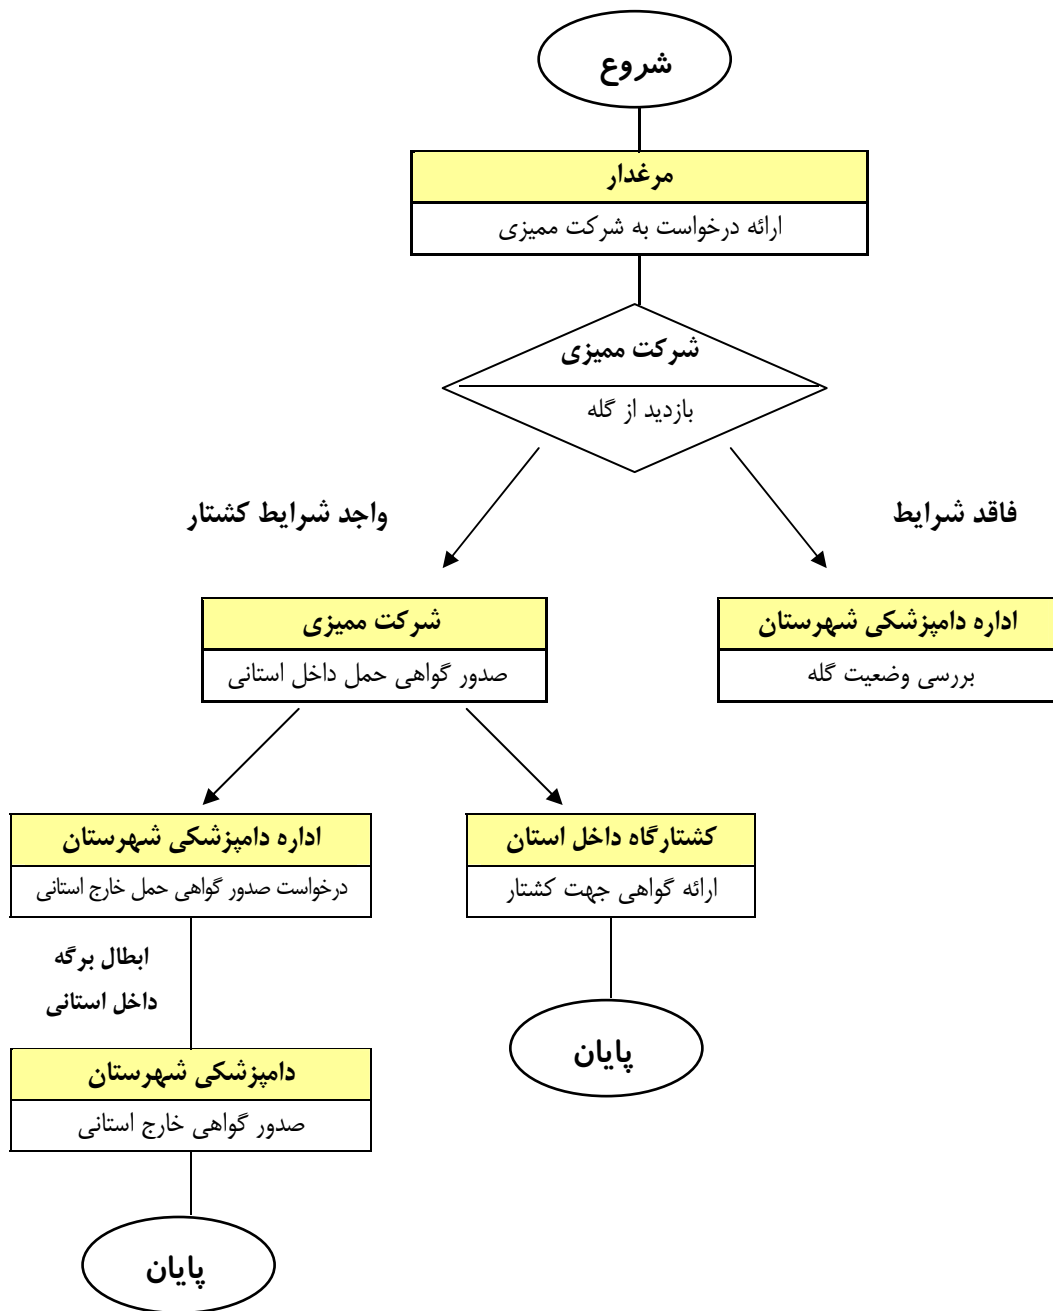 شروع
مرغدار
ارائه درخواست به شرکت ممیزی
شرکت ممیزی
بازدید از گله
فاقد شرایط
واجد شرایط کشتار
اداره دامپزشکی شهرستان
بررسی وضعیت گله
شرکت ممیزی
صدور گواهی حمل داخل استانی
کشتارگاه داخل استان
ارائه گواهی جهت کشتار
اداره دامپزشکی شهرستان
درخواست صدور گواهی حمل خارج استانی
ابطال برگه
داخل استانی
پایان
دامپزشکی شهرستان
صدور گواهی خارج استانی
پایان